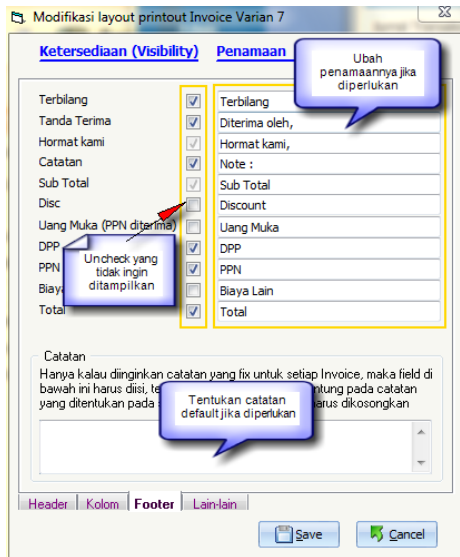 Modifikasi layout printout Invoice Varian 7
Ketersediaan (Visibility) Penamaan
Ubah
penamaannya jika
diperlukan
Terbilang Terbilang
Tanda Terima Diterima oleh,
Hormat kami Hormat kami,
Catatan Note :
Sub Total Sub Total
Disc Discount
Uang Muka (PPN diterima) Uang Muka
DPP DPP
PPN PPN
Biaya Lain
Total Total
Uncheck yang
tidak ingin
ditampilkan
Catatan
Hanya kalau diinginkan catatan yang fix untuk setiap Invoice, maka field di
bawah ini harus diisi, pada catatan
yang ditentukan pada harus dikosongkan
Tentukan catatan
default jika diperlukan
Header Kolom Footer Lain-lain
Save Cancel